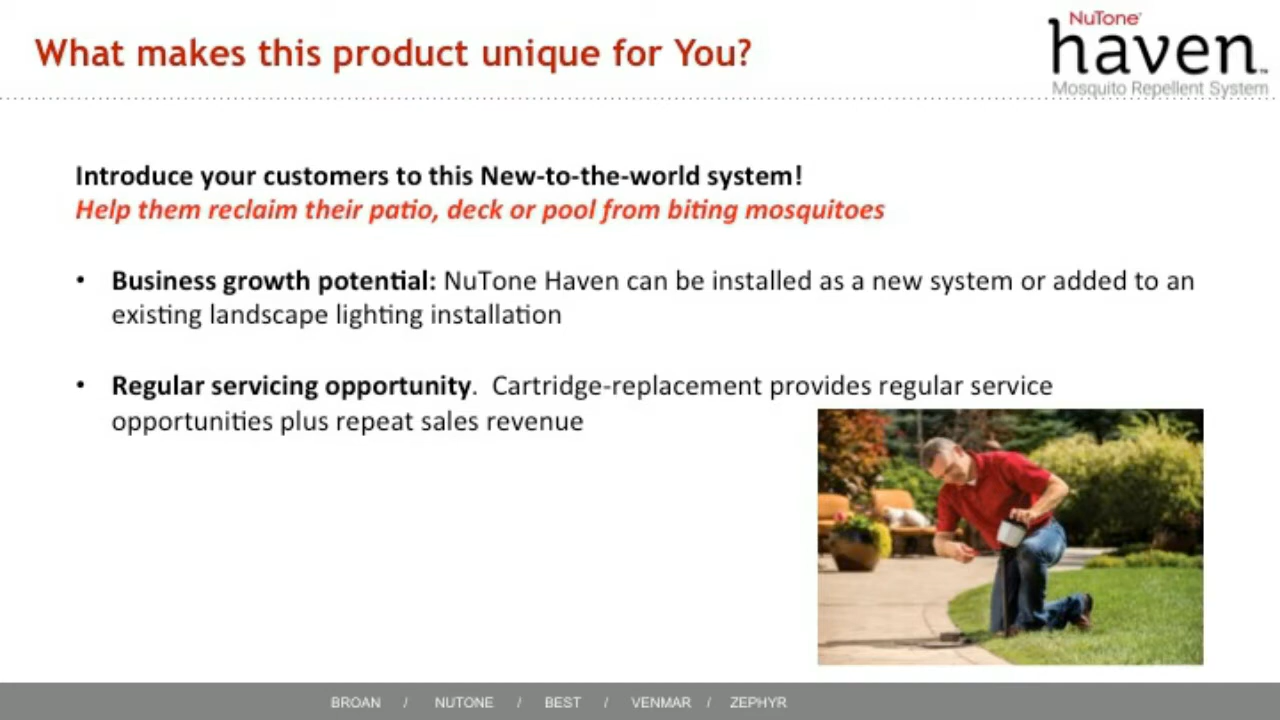 What makes this product unique for You?
NuTone®
haven™
Mosquito Repellent System
Introduce your customers to this New-to-the-world system!
Help them reclaim their patio, deck or pool from biting mosquitoes
• Business growth potential: NuTone Haven can be installed as a new system or added to an
existing landscape lighting installation
• Regular servicing opportunity.  Cartridge-replacement provides regular service
opportunities plus repeat sales revenue
BROAN / NUTONE / BEST / VENMAR / ZEPHYR